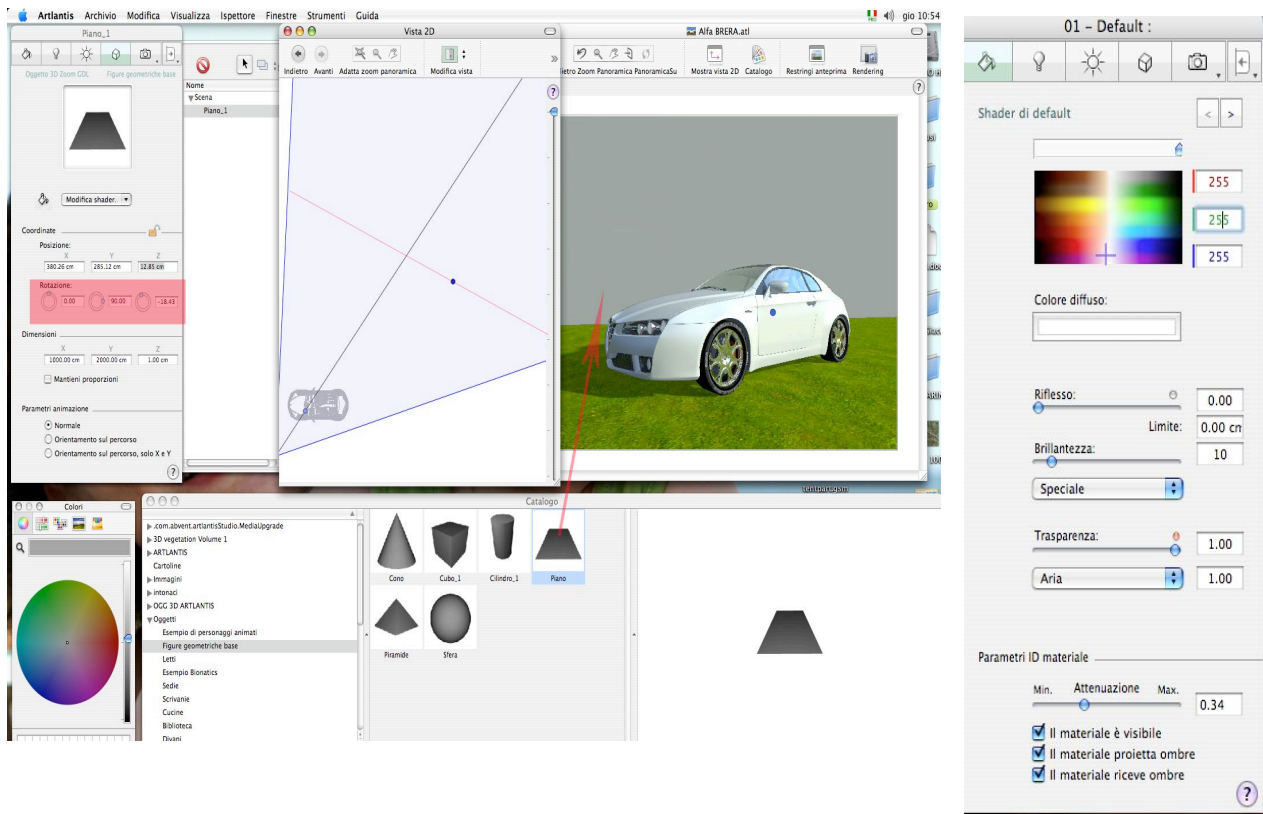 Artlantis Archivio Modifica Visualizza Ispettore Finestre Strumenti Guida
gio 10:54
Piano_1
Oggetto 3D Zoom GDL Figure geometriche base
Modifica shader..
Coordinate
Posizione:
X Y Z
380.26 cm 285.12 cm 12.85 cm
Rotazione:
0.00 90.00 -18.43
Dimensioni
X Y Z
1000.00 cm 2000.00 cm 1.00 cm
Mantieni proporzioni
Parametri animazione
Normale
Orientamento sul percorso
Orientamento sul percorso, solo X e Y
?
Nome
Scena
Piano_1
Vista 2D
Indietro Avanti Adatta zoom panoramica Modifica vista
»
?
Alfa BRERA.atl
ietro Zoom Panoramica PanoramicaSu Mostra vista 2D Catalogo Restringi anteprima Rendering
?
Colori
Catalogo
.com.abvent.artlantisStudio.MediaUpgrade
3D vegetation Volume 1
ARTLANTIS
Cartoline
Immagini
intonaci
OGG 3D ARTLANTIS
Oggetti
Esempio di personaggi animati
Figure geometriche base
Letti
Esempio Bionatics
Sedie
Scrivanie
Cucine
Biblioteca
Divani
Cono Cubo_1 Cilindro_1 Piano
Piramide Sfera
01 – Default :
Shader di default
< >
255
255
255
Colore diffuso:
Riflesso:
0.00
Limite: 0.00 cm
Brillantezza:
10
Speciale
Trasparenza:
1.00
Aria 1.00
Parametri ID materiale
Min. Attenuazione Max.
0.34
Il materiale è visibile
Il materiale proietta ombre
Il materiale riceve ombre
?